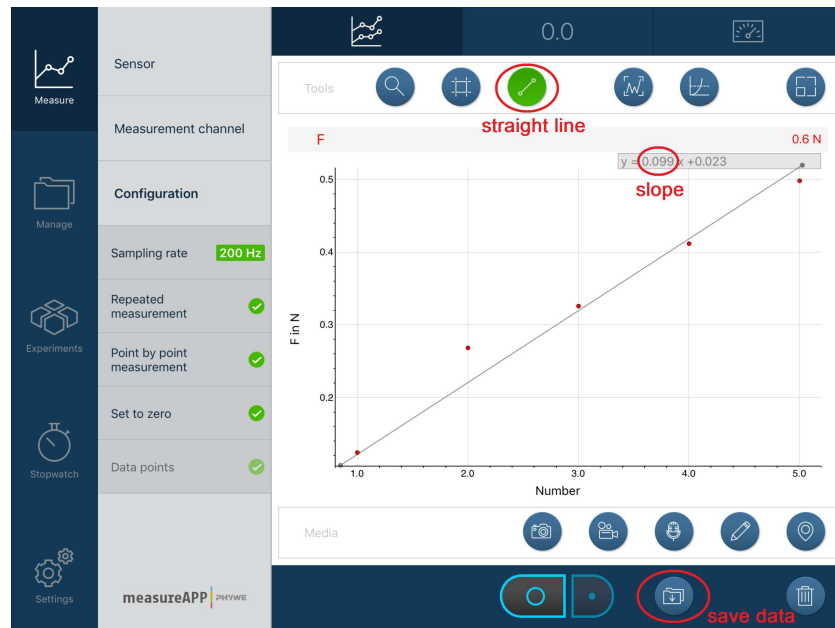 0.0
Measure
Sensor
Measurement channel
Configuration
Sampling rate 200 Hz
Repeated
measurement
Point by point
measurement
Set to zero
Data points
Manage
Experiments
Stopwatch
Settings
measureAPP PHYWE
Tools
straight line
F 0.6 N
y = 0.099 x +0.023
slope
0.5
0.4
0.3
0.2
F in N
1.0 2.0 3.0 4.0 5.0
Number
Media
save data